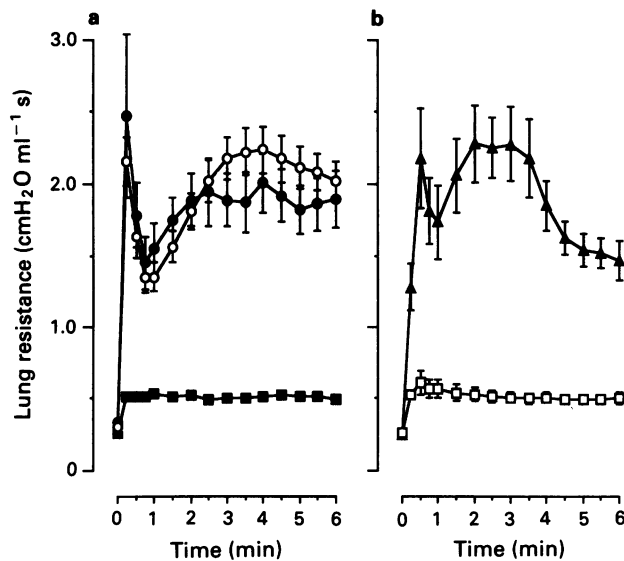 a
b
3.0
2.0
1.0
0
Lung resistance (cmH₂O ml⁻¹ s)
0 1 2 3 4 5 6
0 1 2 3 4 5 6
Time (min)
Time (min)